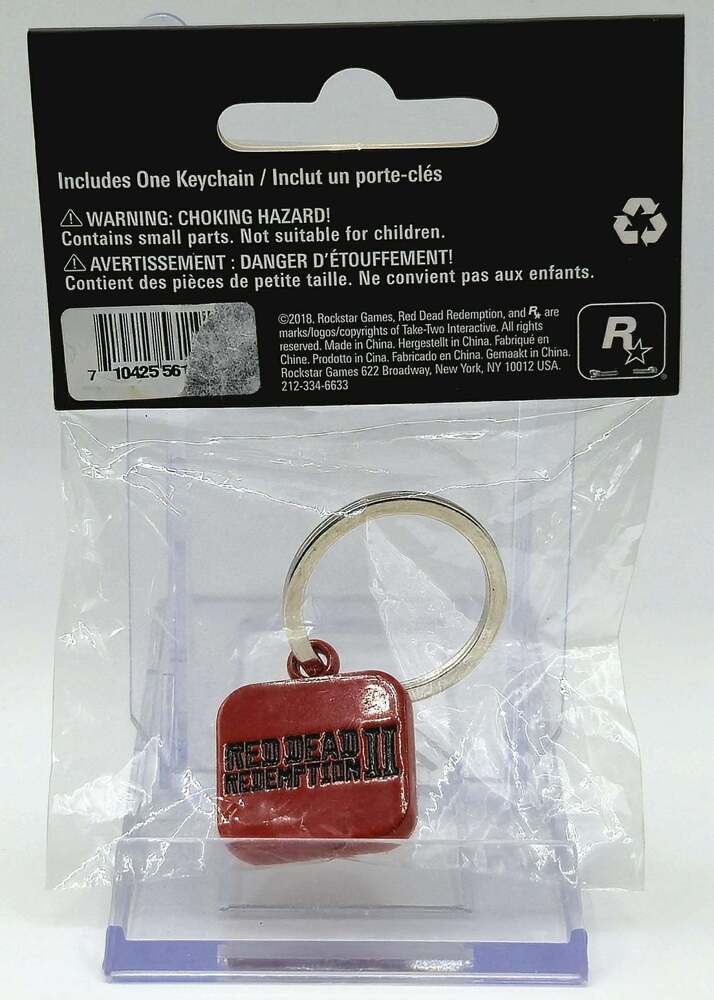 Includes One Keychain / Inclut un porte-clés
⚠ WARNING: CHOKING HAZARD!
Contains small parts. Not suitable for children.
⚠ AVERTISSEMENT : DANGER D'ÉTOUFFEMENT!
Contient des pièces de petite taille. Ne convient pas aux enfants.
7 10425 561
©2018. Rockstar Games, Red Dead Redemption, and R★ are
marks/logos/copyrights of Take-Two Interactive. All rights
reserved. Made in China. Hergestellt in China. Fabriqué en
Chine. Prodotto in Cina. Fabricado en China. Gemaakt in China.
Rockstar Games 622 Broadway, New York, NY 10012 USA.
212-334-6633
R★
®
RED DEAD
REDEMPTION II